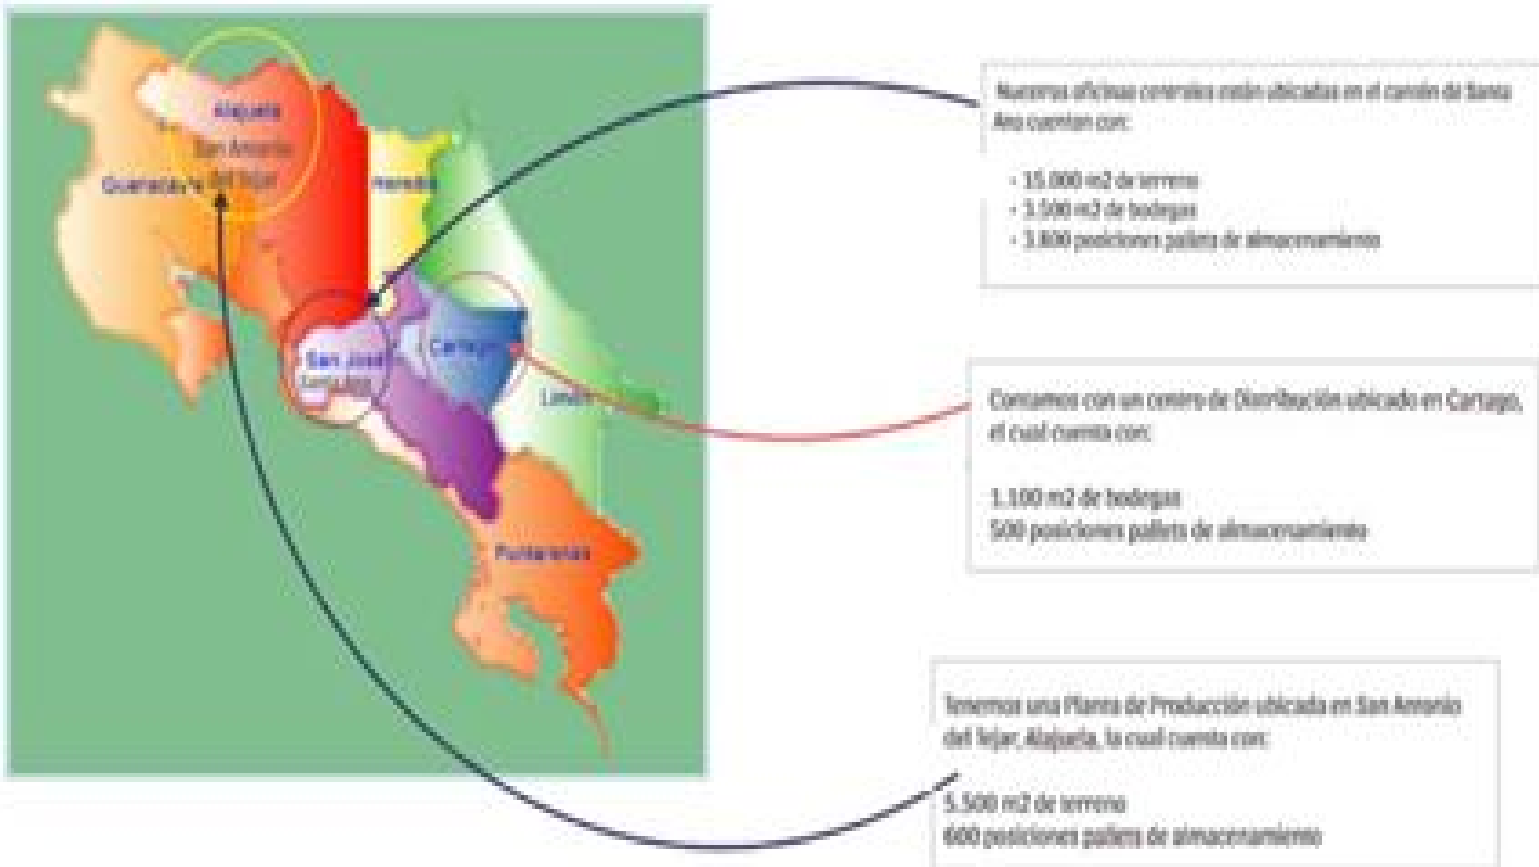 Alajuela
San Antonio
del Tejar
Guanacaste
Heredia
San José
Santa Ana
Cartago
Limón
Puntarenas
Nuestras oficinas centrales están ubicadas en el cantón de Santa
Ana cuentan con:
- 15.000 m2 de terreno
- 3.500 m2 de bodegas
- 3.800 posiciones pallets de almacenamiento
Contamos con un centro de Distribución ubicado en Cartago,
el cual cuenta con:
1.100 m2 de bodegas
500 posiciones pallets de almacenamiento
Tenemos una Planta de Producción ubicada en San Antonio
del Tejar, Alajuela, la cual cuenta con:
5.500 m2 de terreno
600 posiciones pallets de almacenamiento